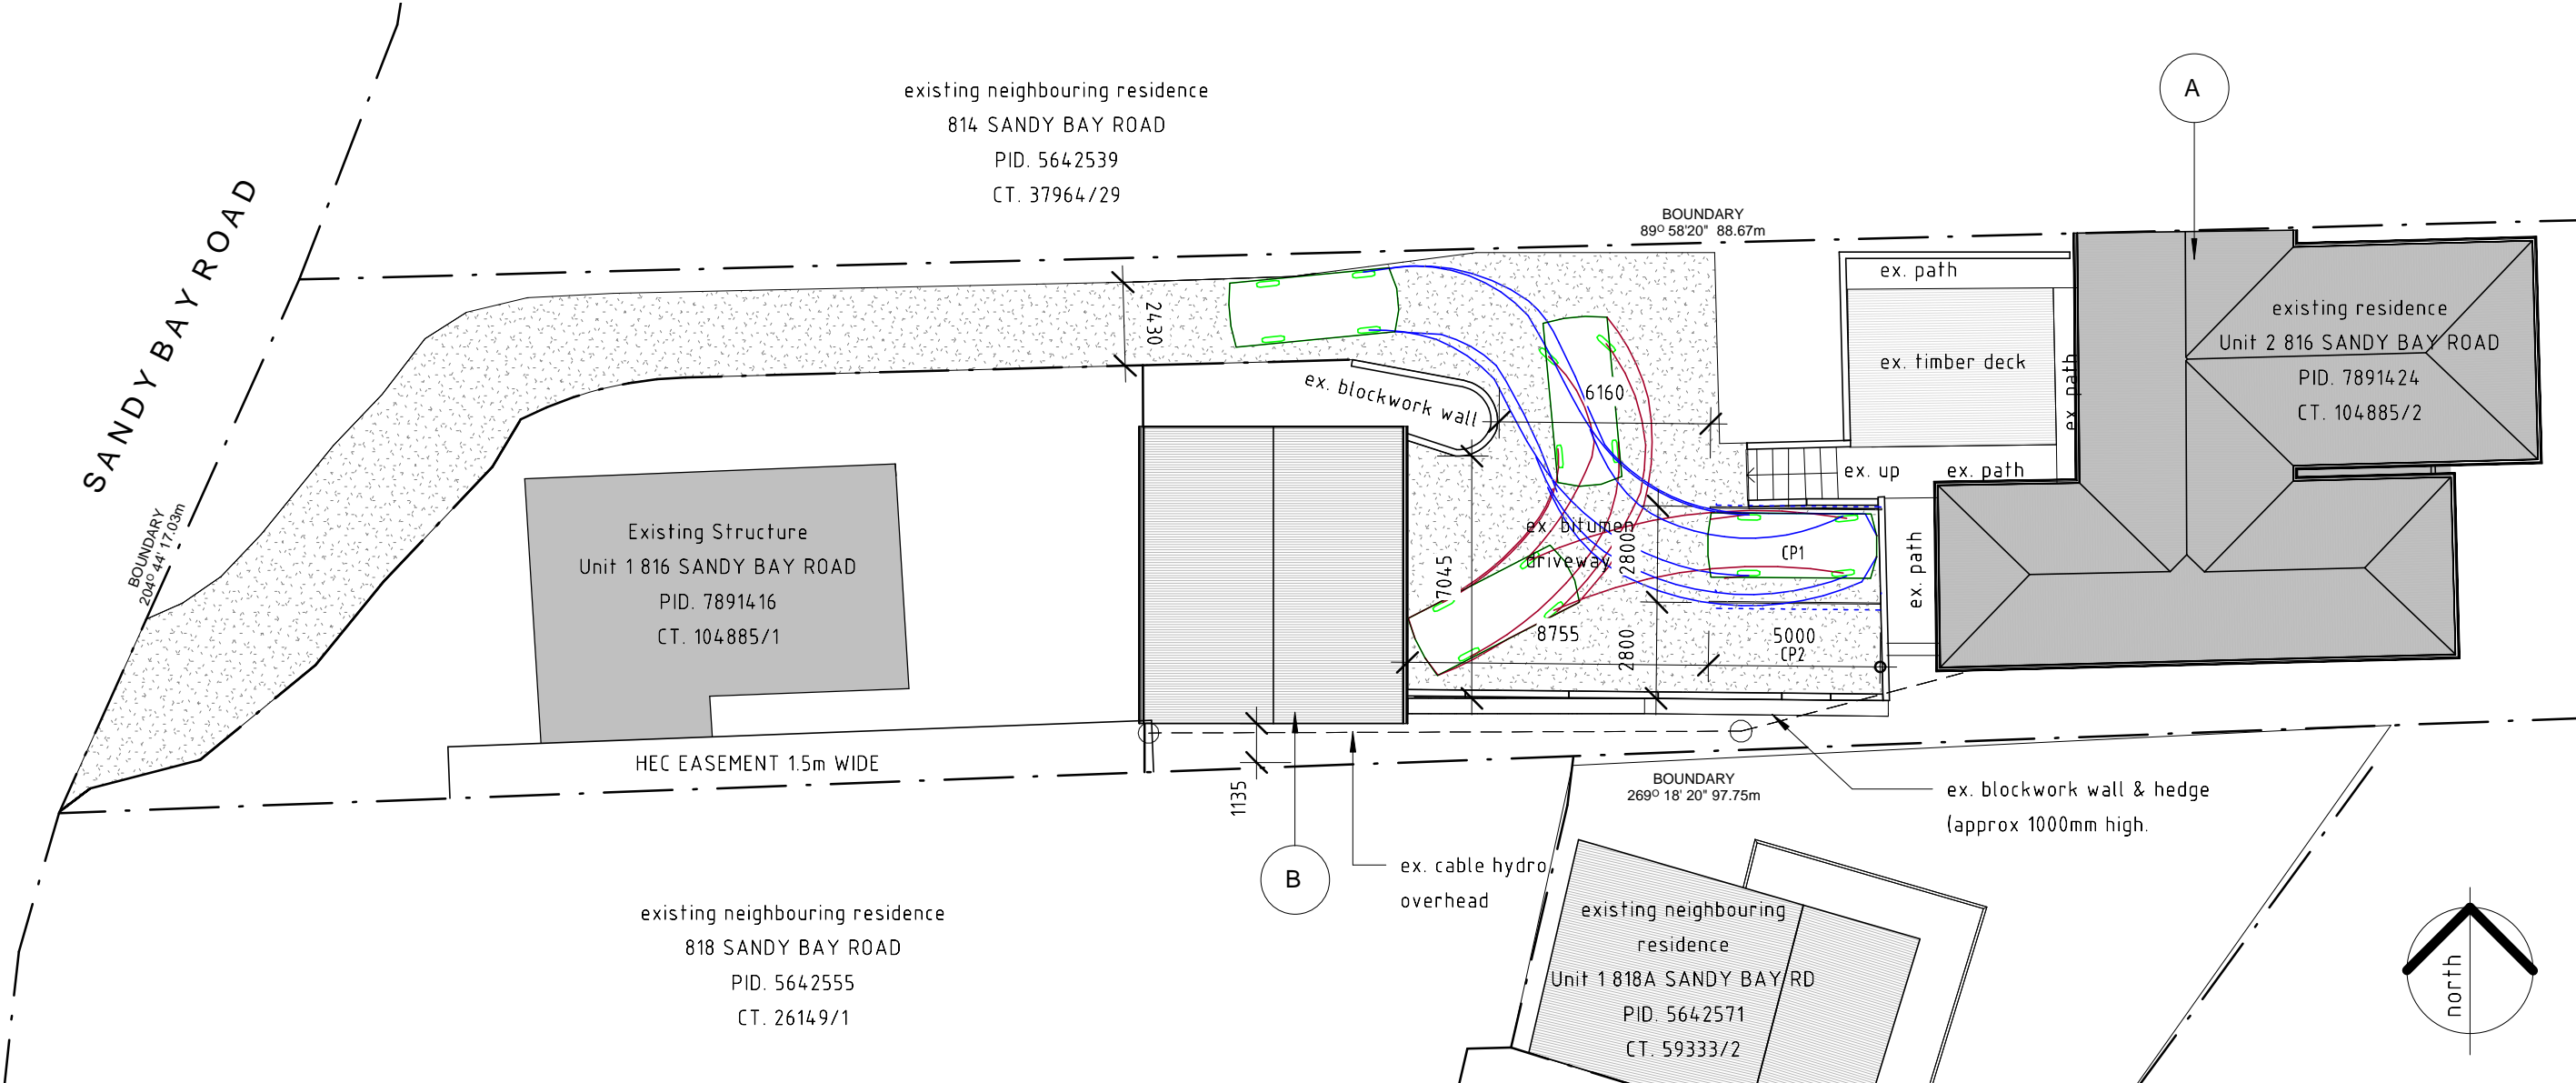 SANDY BAY ROAD
existing neighbouring residence
814 SANDY BAY ROAD
PID. 5642539
CT. 37964/29
A
BOUNDARY
89º 58'20" 88.67m
ex. path
existing residence
Unit 2 816 SANDY BAY ROAD
PID. 7891424
CT. 104885/2
ex. timber deck
ex. path
2430
ex. blockwork wall
6160
ex. up
ex. path
BOUNDARY
204º 44' 17.03m
Existing Structure
Unit 1 816 SANDY BAY ROAD
PID. 7891416
CT. 104885/1
ex. bitumen
driveway
2800
CP1
ex. path
7045
8755
2800
5000
CP2
HEC EASEMENT 1.5m WIDE
1135
BOUNDARY
269º 18' 20" 97.75m
ex. blockwork wall & hedge
(approx 1000mm high.
B
ex. cable hydro
overhead
existing neighbouring residence
818 SANDY BAY ROAD
PID. 5642555
CT. 26149/1
existing neighbouring
residence
Unit 1 818A SANDY BAY RD
PID. 5642571
CT. 59333/2
north